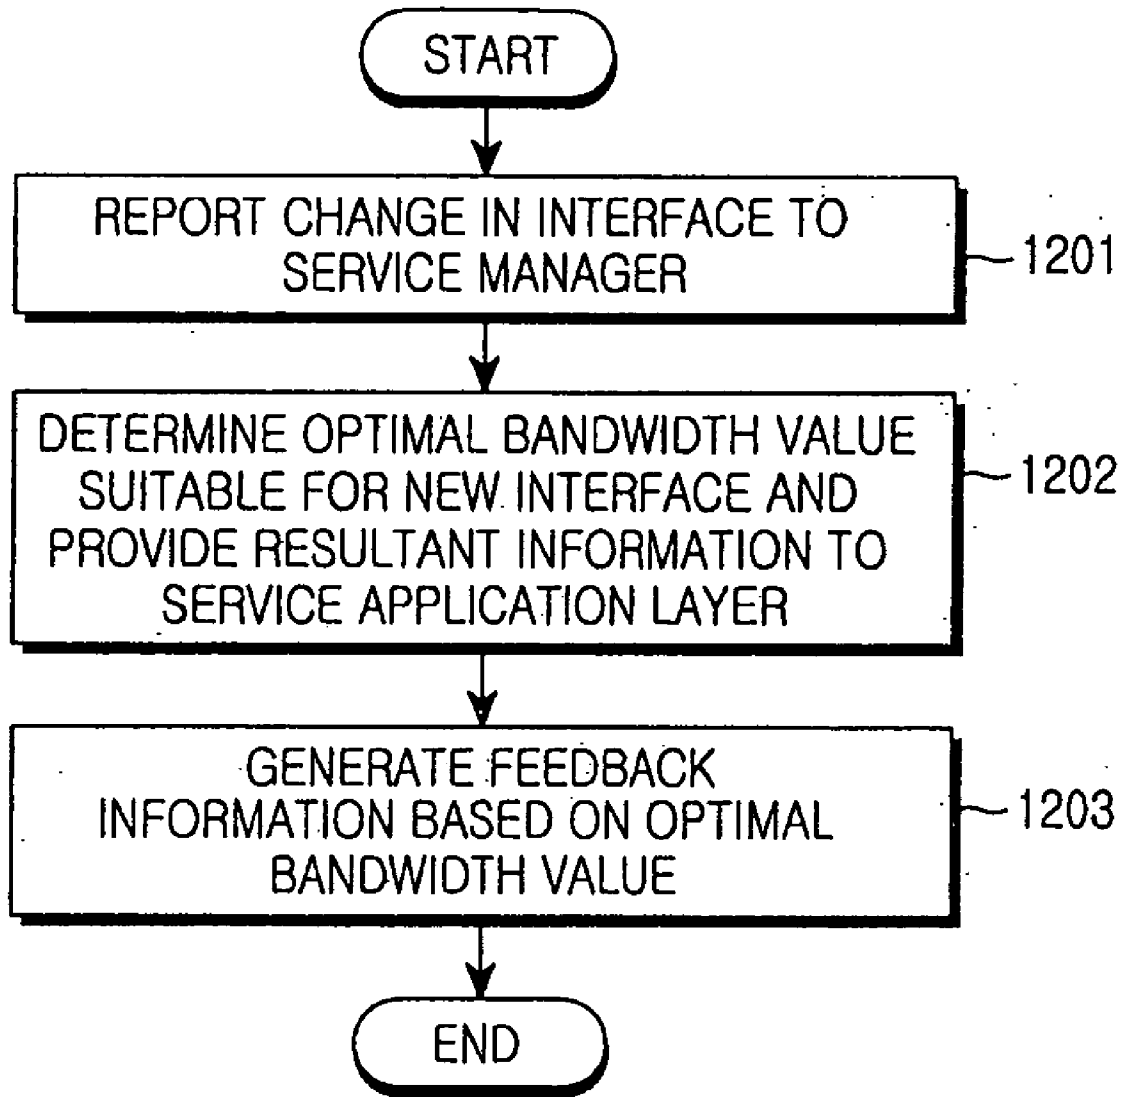 START
REPORT CHANGE IN INTERFACE TO
SERVICE MANAGER
1201
DETERMINE OPTIMAL BANDWIDTH VALUE
SUITABLE FOR NEW INTERFACE AND
PROVIDE RESULTANT INFORMATION TO
SERVICE APPLICATION LAYER
1202
GENERATE FEEDBACK
INFORMATION BASED ON OPTIMAL
BANDWIDTH VALUE
1203
END